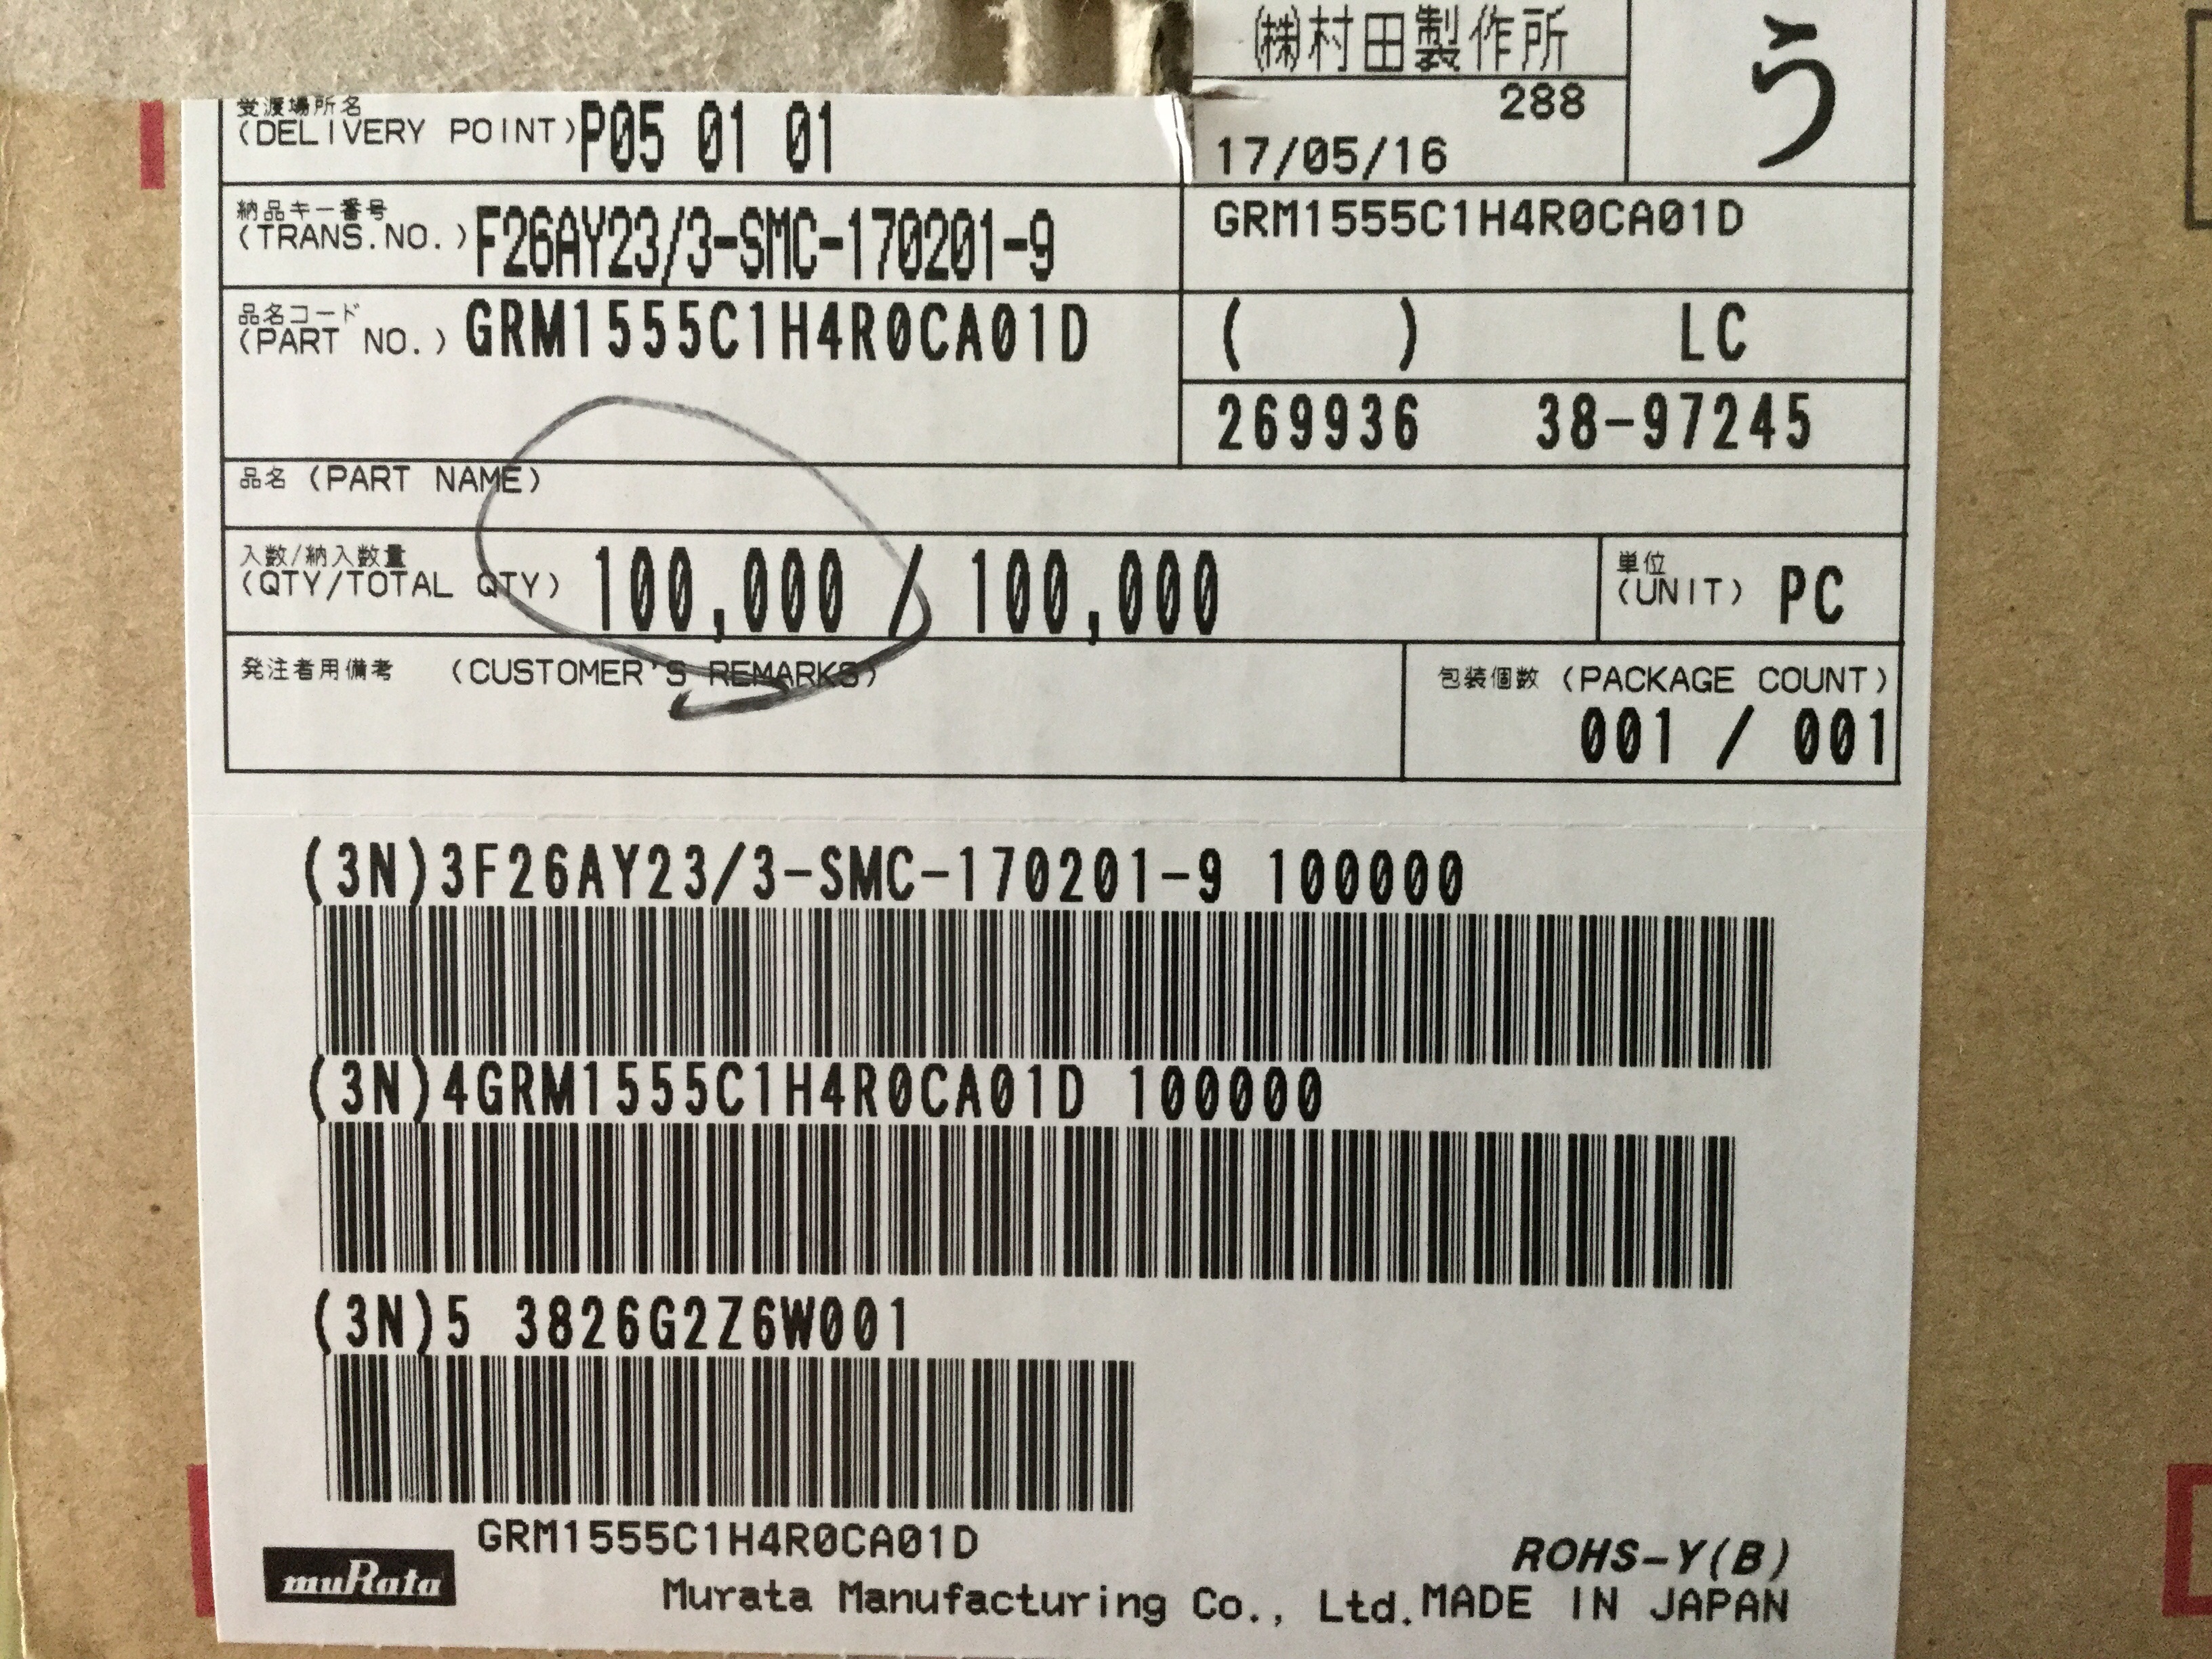 ㈱村田製作所
う
288
17/05/16
受渡場所名
(DELIVERY POINT) P05 01 01
納品キー番号
(TRANS.NO.) F26AY23/3-SMC-170201-9
GRM1555C1H4R0CA01D
品名コード
(PART NO.) GRM1555C1H4R0CA01D
( ) LC
269936 38-97245
品名 (PART NAME)
入数/納入数量
(QTY/TOTAL QTY) 100,000 / 100,000
単位
(UNIT) PC
発注者用備考 (CUSTOMER'S REMARKS)
包装個数 (PACKAGE COUNT)
001 / 001
(3N)3F26AY23/3-SMC-170201-9 100000
(3N)4GRM1555C1H4R0CA01D 100000
(3N)5 3826G2Z6W001
GRM1555C1H4R0CA01D
ROHS-Y(B)
muRata
Murata Manufacturing Co., Ltd. MADE IN JAPAN